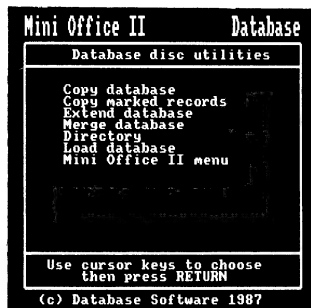 Mini Office II Database
Database disc utilities
Copy database
Copy marked records
Extend database
Merge database
Directory
Load database
Mini Office II menu
Use cursor keys to choose
then press RETURN
(c) Database Software 1987